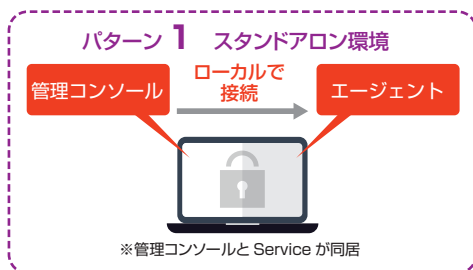 パターン 1 スタンドアロン環境
管理コンソール
ローカルで
接続
エージェント
※管理コンソールと Service が同居